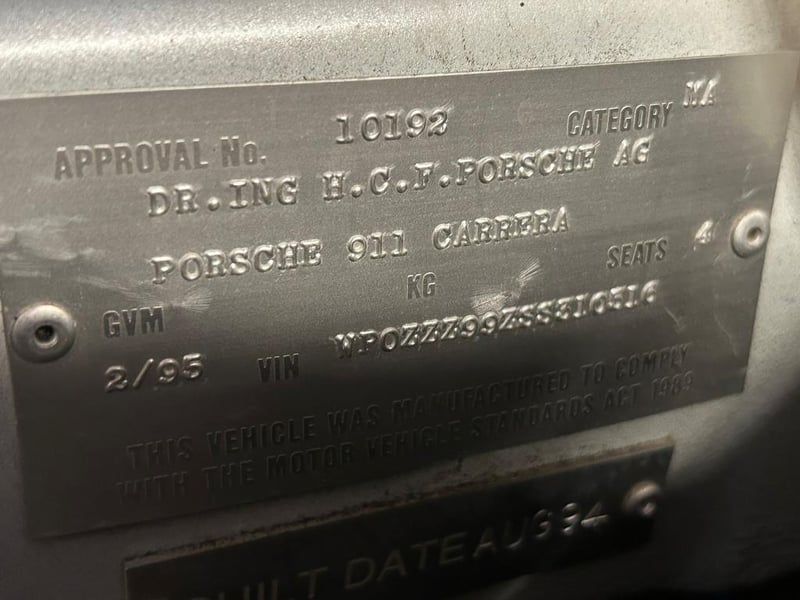 APPROVAL No. 10192 CATEGORY MA
DR.ING H.C.F.PORSCHE AG
PORSCHE 911 CARRERA
GVM KG SEATS 4
2/95 VIN WP0ZZZ99ZSS310516
THIS VEHICLE WAS MANUFACTURED TO COMPLY
WITH THE MOTOR VEHICLE STANDARDS ACT 1989
BUILT DATE AUG 94